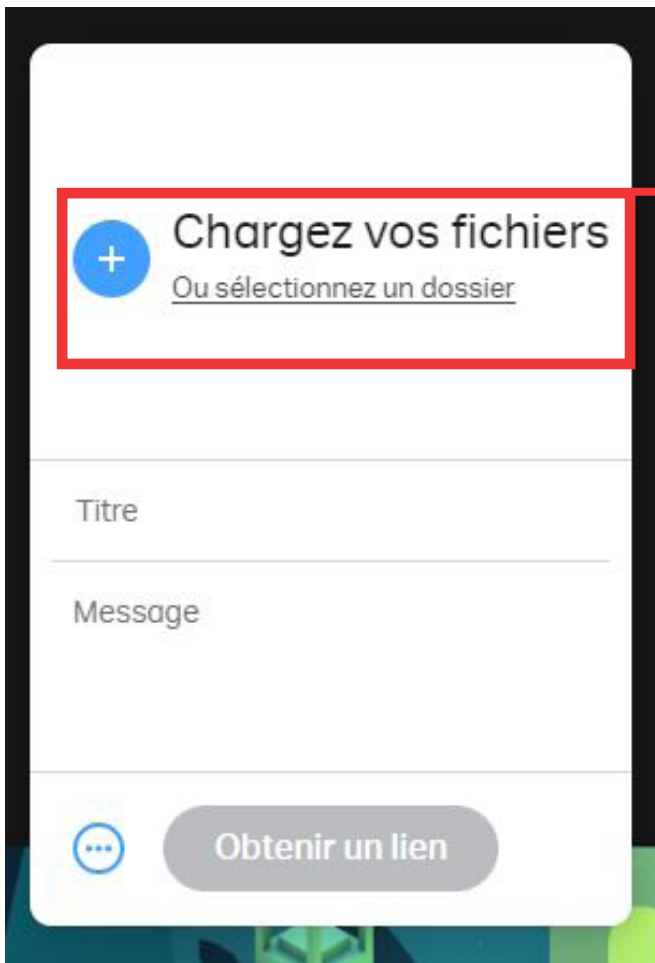 Chargez vos fichiers
Ou sélectionnez un dossier
Titre
Message
Obtenir un lien